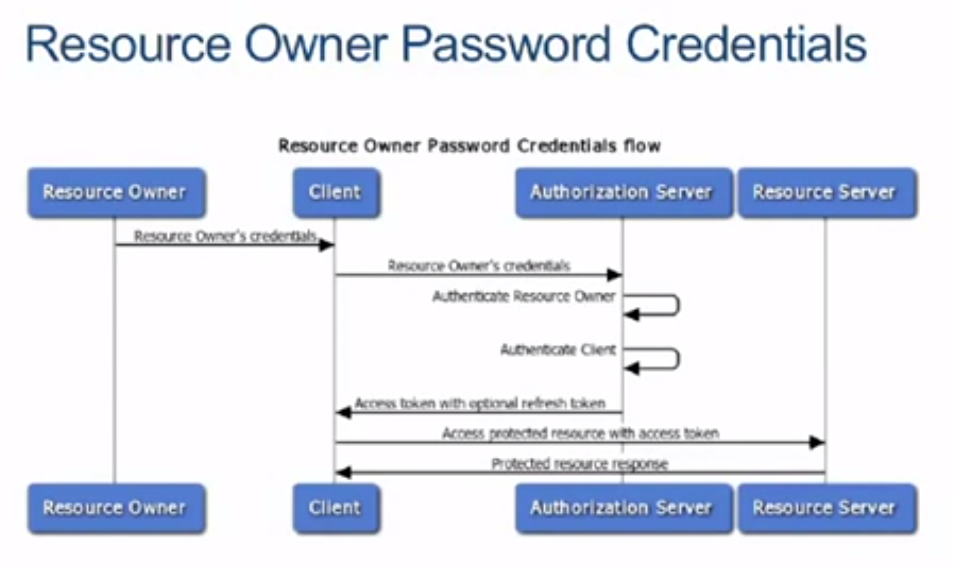 Resource Owner Password Credentials
Resource Owner Password Credentials flow
Resource Owner
Client
Authorization Server
Resource Server
Resource Owner's credentials
Resource Owner's credentials
Authenticate Resource Owner
Authenticate Client
Access token with optional refresh token
Access protected resource with access token
Protected resource response
Resource Owner
Client
Authorization Server
Resource Server